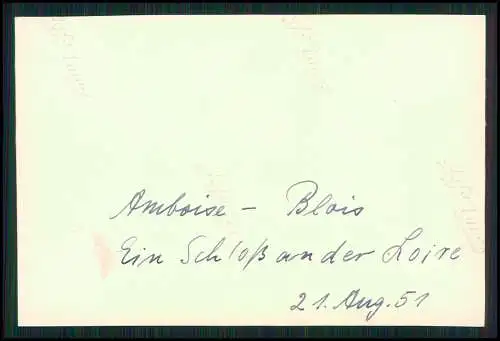 Amboise – Blois
Ein Schloß an der Loire
21. Aug. 51